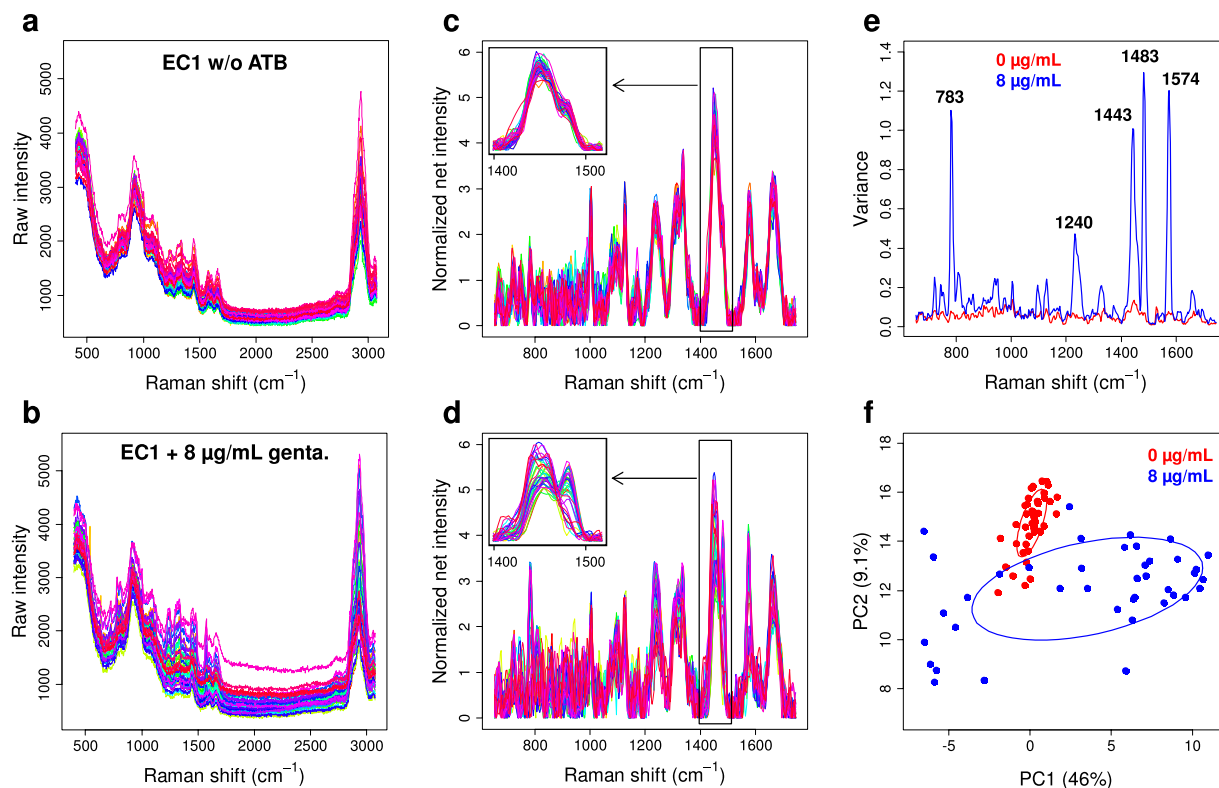 a
EC1 w/o ATB
Raw intensity
5000
4000
3000
2000
1000
500 1000 1500 2000 2500 3000
Raman shift (cm⁻¹)
b
EC1 + 8 µg/mL genta.
Raw intensity
5000
4000
3000
2000
1000
500 1000 1500 2000 2500 3000
Raman shift (cm⁻¹)
c
Normalized net intensity
6
5
4
3
2
1
0
1400 1500
800 1000 1200 1400 1600
Raman shift (cm⁻¹)
d
Normalized net intensity
6
5
4
3
2
1
0
1400 1500
800 1000 1200 1400 1600
Raman shift (cm⁻¹)
e
0 µg/mL
8 µg/mL
1483
1574
783
1443
1240
Variance
1.4
1.2
1.0
0.8
0.6
0.4
0.2
0.0
800 1000 1200 1400 1600
Raman shift (cm⁻¹)
f
0 µg/mL
8 µg/mL
PC2 (9.1%)
18
16
14
12
10
8
-5 0 5 10
PC1 (46%)